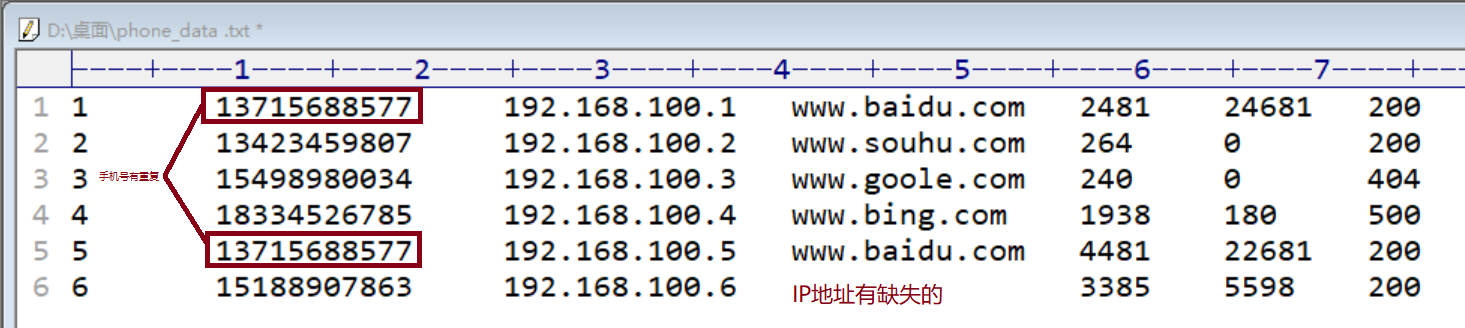 D:\桌面\phone_data .txt *
├----+----1----+----2----+----3----+----4----+----5----+----6----+----7----+---
1 1 13715688577 192.168.100.1 www.baidu.com 2481 24681 200
2 2 13423459807 192.168.100.2 www.souhu.com 264 0 200
3 3 手机号有重复 15498980034 192.168.100.3 www.goole.com 240 0 404
4 4 18334526785 192.168.100.4 www.bing.com 1938 180 500
5 5 13715688577 192.168.100.5 www.baidu.com 4481 22681 200
6 6 15188907863 192.168.100.6 IP地址有缺失的 3385 5598 200